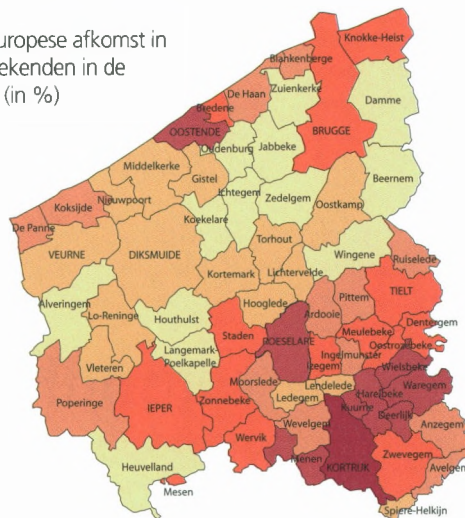 uropese afkomst in
ekenden in de
(in %)
Knokke-Heist
Blankenberge
Zuienkerke
De Haan
Damme
Bredene
OOSTENDE
BRUGGE
Oudenburg
Jabbeke
Middelkerke
Gistel
Beernem
Ichtegem
Zedelgem
Nieuwpoort
Koksijde
Oostkamp
Koekelare
De Panne
Torhout
VEURNE
DIKSMUIDE
Wingene
Ruiselede
Kortemark
Lichtervelde
TIELT
Pittem
Alveringem
Hooglede
Lo-Reninge
Houthulst
Ardooie
Dentergem
Staden
Meulebeke
ROESELARE
Oostrozebeke
Langemark-
Poelkapelle
Ingelmunster
Izegem
Vleteren
Wielsbeke
Moorslede
Lendelede
Waregem
Ledegem
Harelbeke
Poperinge
IEPER
Zonnebeke
Kuurne
Deerlijk
Wevelgem
Anzegem
Wervik
Zwevegem
Menen
Heuvelland
KORTRIJK
Avelgem
Mesen
Spiere-Helkijn